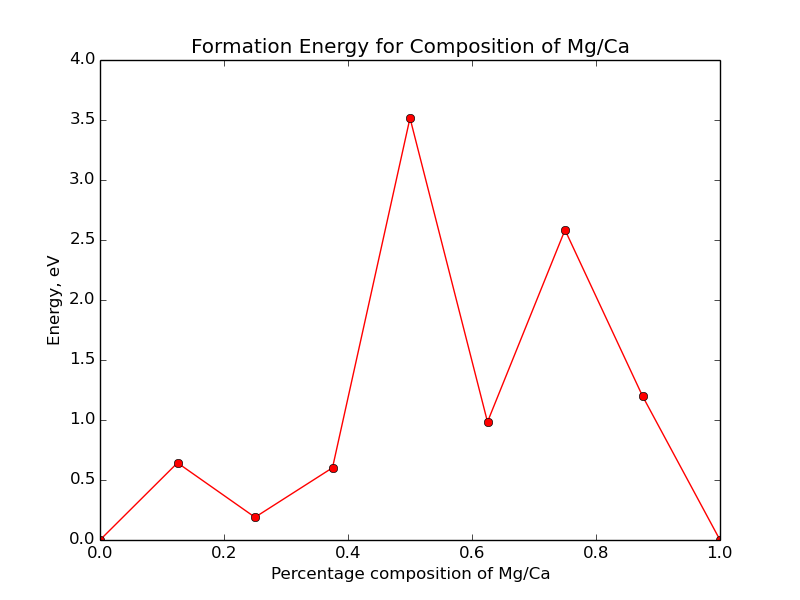 Formation Energy for Composition of Mg/Ca
4.0
3.5
3.0
2.5
2.0
1.5
1.0
0.5
0.0
Energy, eV
0.0 0.2 0.4 0.6 0.8 1.0
Percentage composition of Mg/Ca